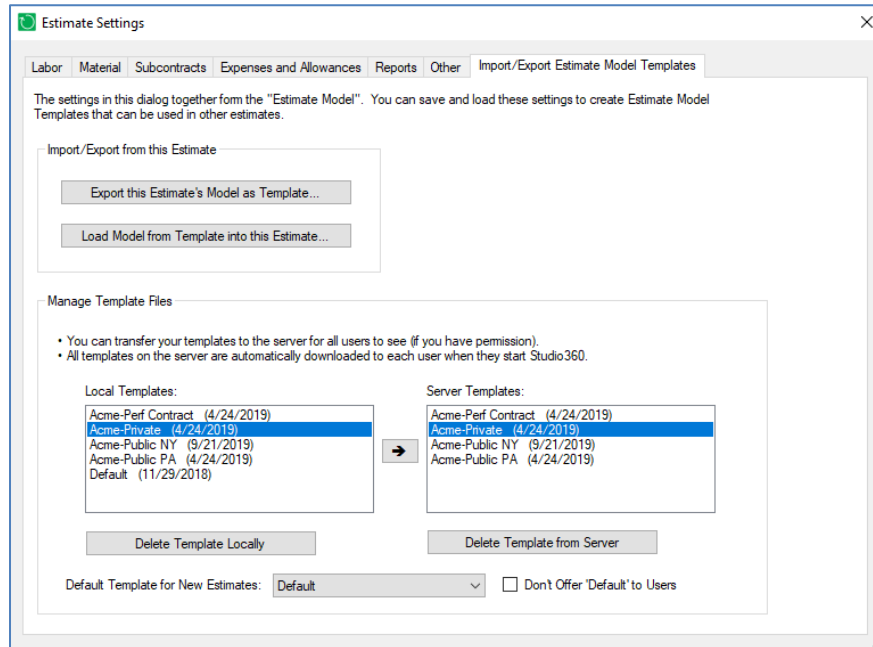 Estimate Settings
Labor Material Subcontracts Expenses and Allowances Reports Other Import/Export Estimate Model Templates
The settings in this dialog together form the "Estimate Model". You can save and load these settings to create Estimate Model
Templates that can be used in other estimates.
Import/Export from this Estimate
Export this Estimate's Model as Template...
Load Model from Template into this Estimate...
Manage Template Files
• You can transfer your templates to the server for all users to see (if you have permission).
• All templates on the server are automatically downloaded to each user when they start Studio360.
Local Templates:
Acme-Perf Contract (4/24/2019)
Acme-Private (4/24/2019)
Acme-Public NY (9/21/2019)
Acme-Public PA (4/24/2019)
Default (11/29/2018)
Server Templates:
Acme-Perf Contract (4/24/2019)
Acme-Private (4/24/2019)
Acme-Public NY (9/21/2019)
Acme-Public PA (4/24/2019)
Delete Template Locally
Delete Template from Server
Default Template for New Estimates: Default Don't Offer 'Default' to Users